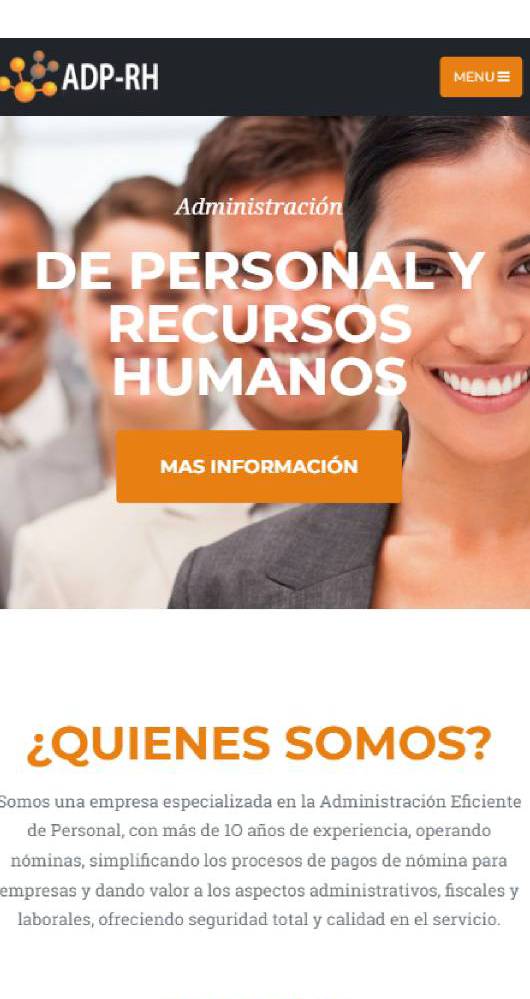 ADP-RH
MENU
Administración
DE PERSONAL Y
RECURSOS
HUMANOS
MAS INFORMACIÓN
¿QUIENES SOMOS?
Somos una empresa especializada en la Administración Eficiente
de Personal, con más de 10 años de experiencia, operando
nóminas, simplificando los procesos de pagos de nómina para
empresas y dando valor a los aspectos administrativos, fiscales y
laborales, ofreciendo seguridad total y calidad en el servicio.